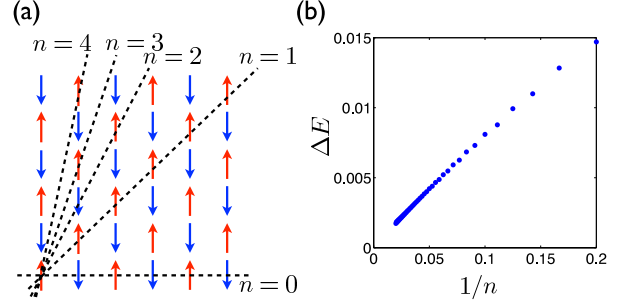 (a)
n = 4
n = 3
n = 2
n = 1
n = 0
(b)
0.015
0.01
0.005
0
ΔE
0
0.05
0.1
0.15
0.2
1/n